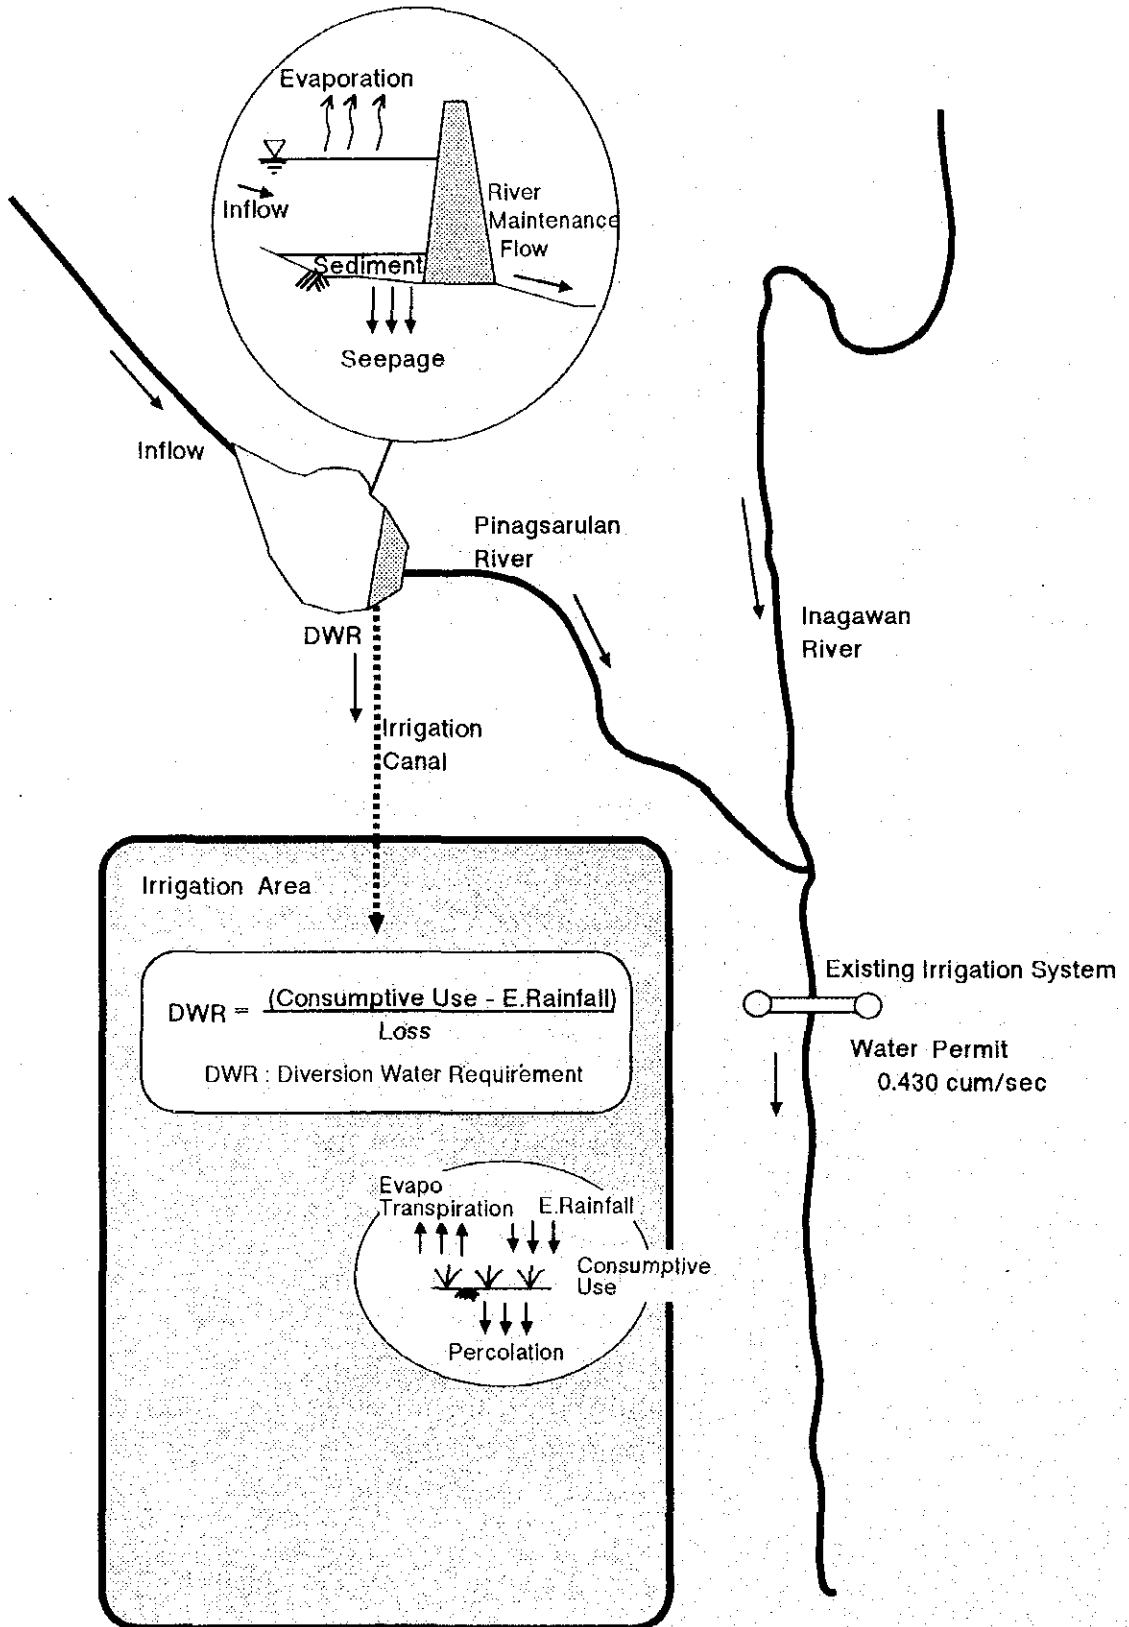 Evaporation
Inflow
River
Maintenance
Flow
Sediment
Seepage
Inflow
Pinagsarulan
River
Inagawan
River
DWR
Irrigation
Canal
Irrigation Area
DWR = (Consumptive Use - E.Rainfall)
Loss
DWR : Diversion Water Requirement
Existing Irrigation System
Water Permit
0.430 cum/sec
Evapo
Transpiration
E.Rainfall
Consumptive
Use
Percolation